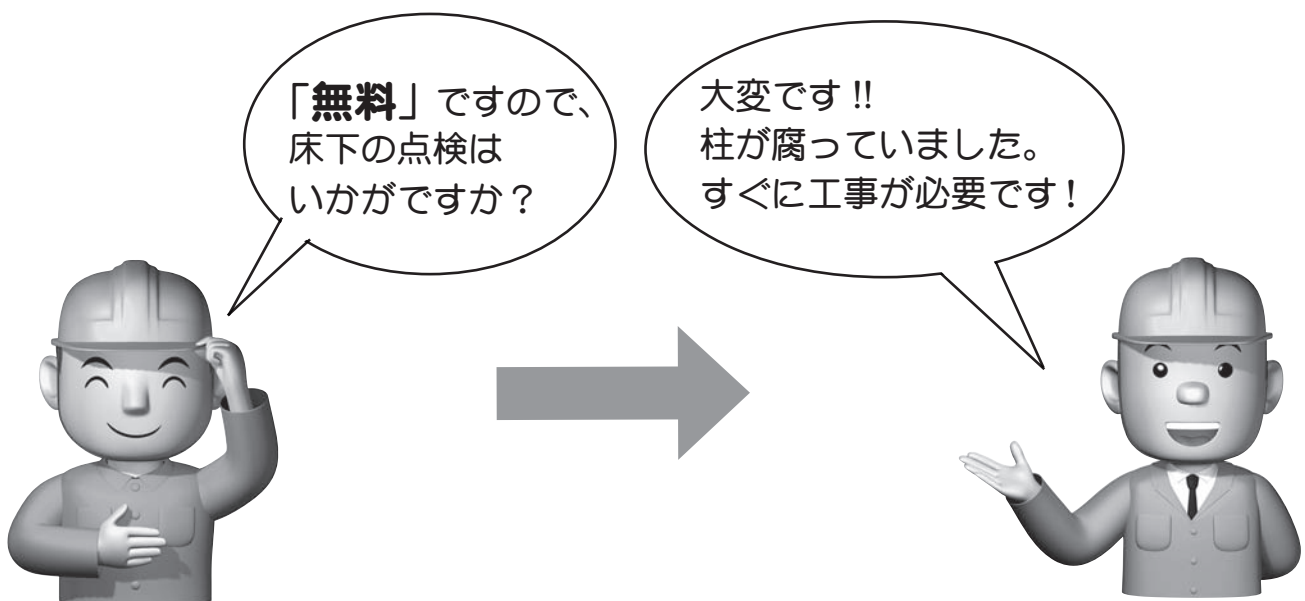 「無料」ですので、
床下の点検は
いかがですか？
大変です!!
柱が腐っていました。
すぐに工事が必要です!